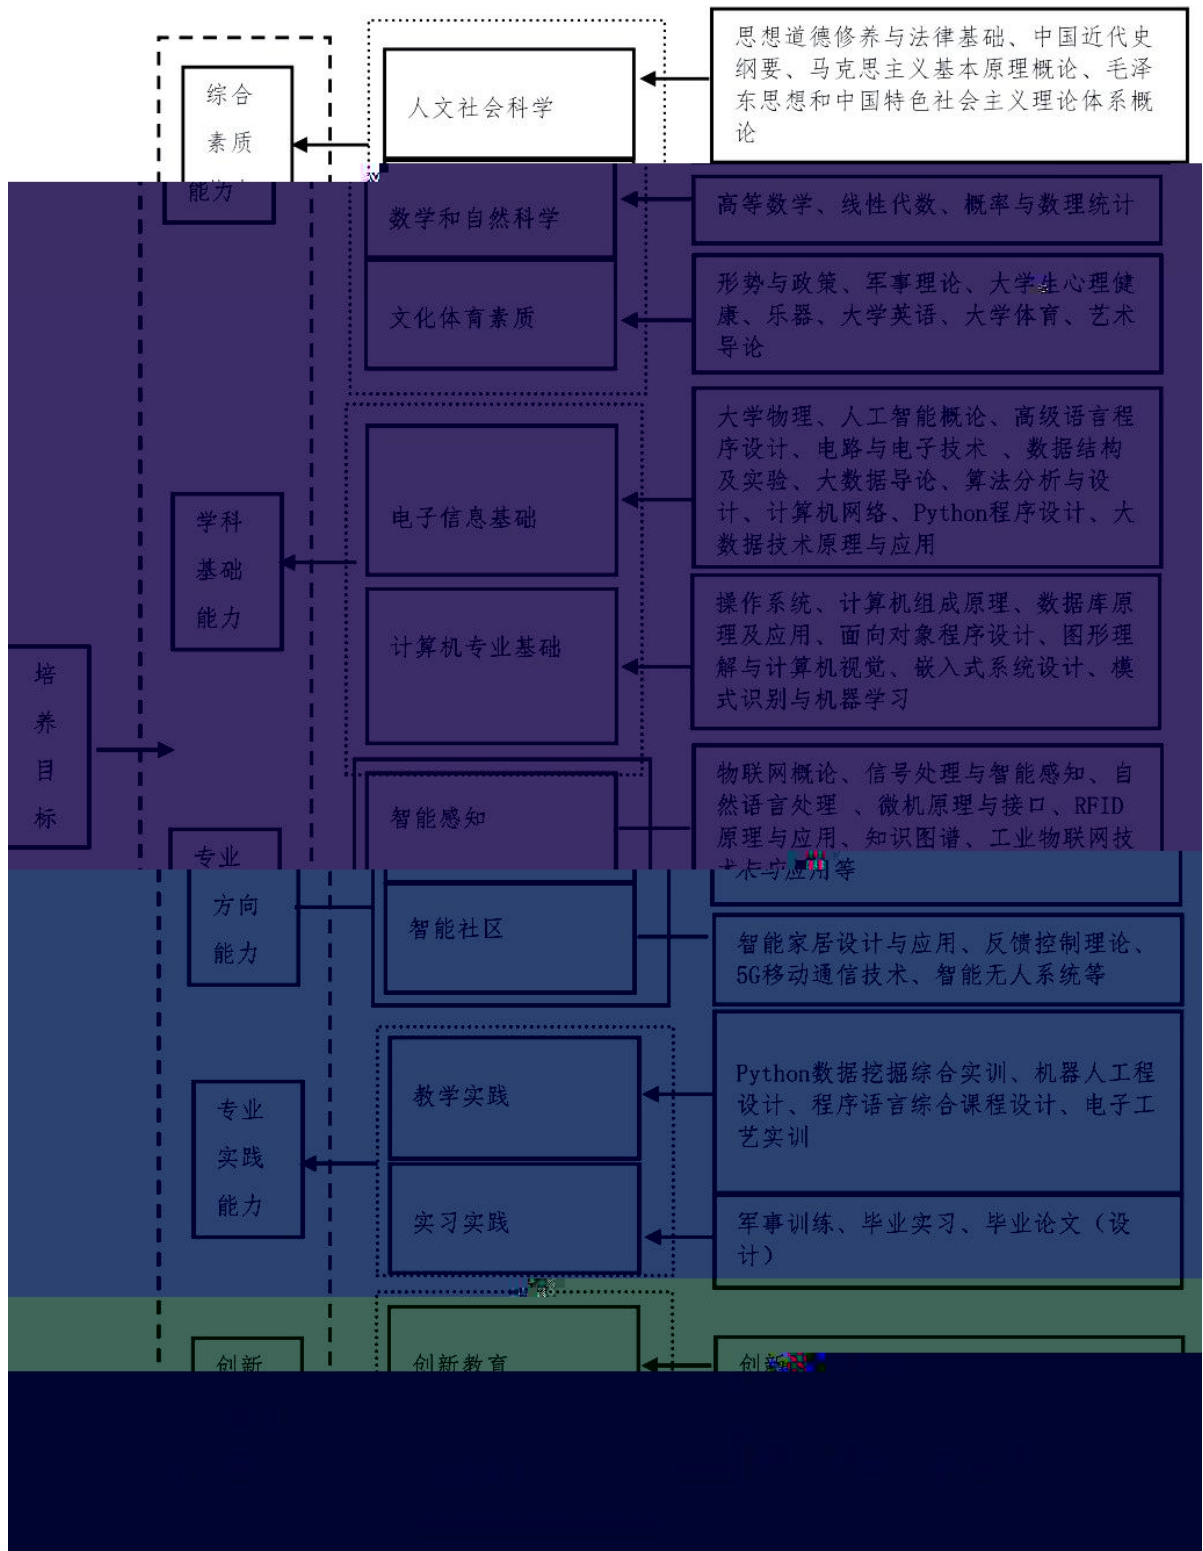 思想道德修养与法律基础、中国近代史
纲要、马克思主义基本原理概论、毛泽
东思想和中国特色社会主义理论体系概
论
人文社会科学
综合
素质
能力
数学和自然科学
高等数学、线性代数、概率与数理统计
文化体育素质
形势与政策、军事理论、大学生心理健
康、乐器、大学英语、大学体育、艺术
导论
学科
基础
能力
电子信息基础
大学物理、人工智能概论、高级语言程
序设计、电路与电子技术 、数据结构
及实验、大数据导论、算法分析与设
计、计算机网络、Python程序设计、大
数据技术原理与应用
计算机专业基础
操作系统、计算机组成原理、数据库原
理及应用、面向对象程序设计、图形理
解与计算机视觉、嵌入式系统设计、模
式识别与机器学习
培
养
目
标
专业
方向
能力
智能感知
物联网概论、信号处理与智能感知、自
然语言处理 、微机原理与接口、RFID
原理与应用、知识图谱、工业物联网技
术与应用等
智能社区
智能家居设计与应用、反馈控制理论、
5G移动通信技术、智能无人系统等
专业
实践
能力
教学实践
Python数据挖掘综合实训、机器人工程
设计、程序语言综合课程设计、电子工
艺实训
实习实践
军事训练、毕业实习、毕业论文（设
计）
创新
创新教育
创新